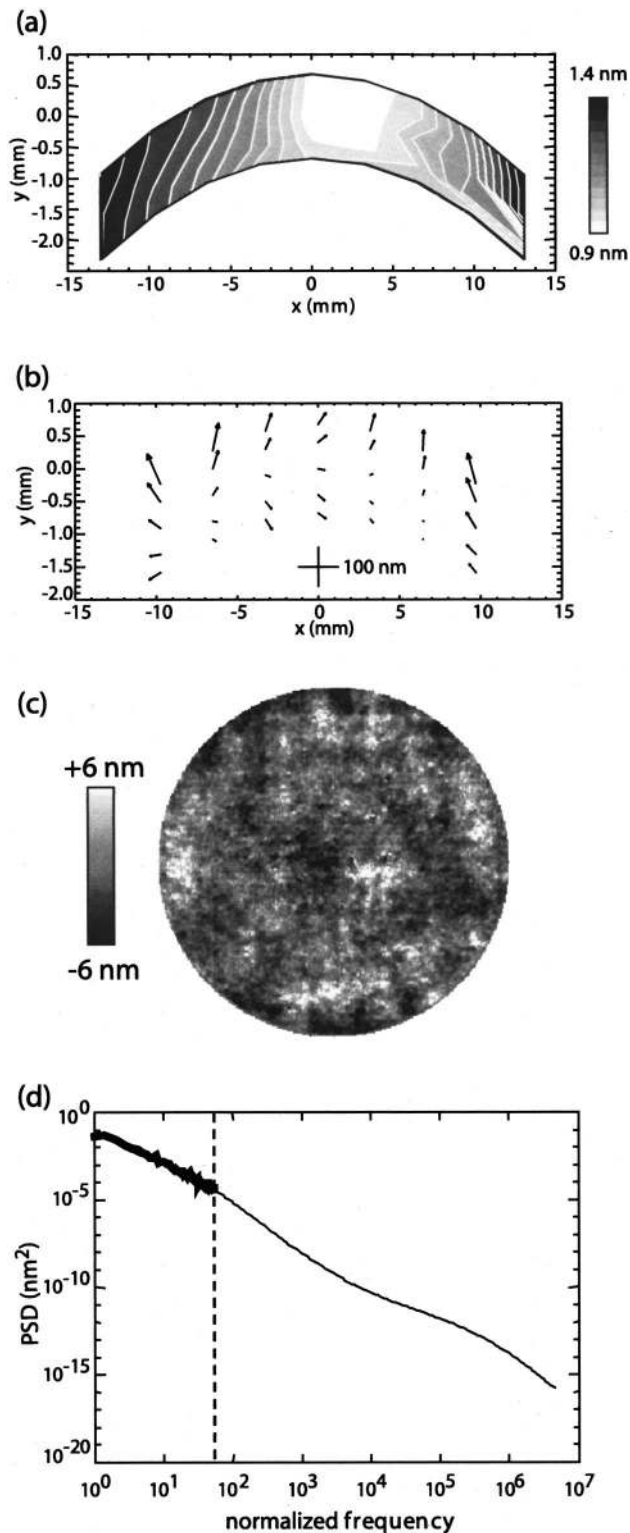 (a)
1.0
0.5
0.0
-0.5
-1.0
-1.5
-2.0
y (mm)
-15 -10 -5 0 5 10 15
x (mm)
1.4 nm
0.9 nm
(b)
1.0
0.5
0.0
-0.5
-1.0
-1.5
-2.0
y (mm)
100 nm
-15 -10 -5 0 5 10 15
x (mm)
(c)
+6 nm
-6 nm
(d)
10^0
10^-5
10^-10
10^-15
10^-20
PSD (nm^2)
10^0 10^1 10^2 10^3 10^4 10^5 10^6 10^7
normalized frequency